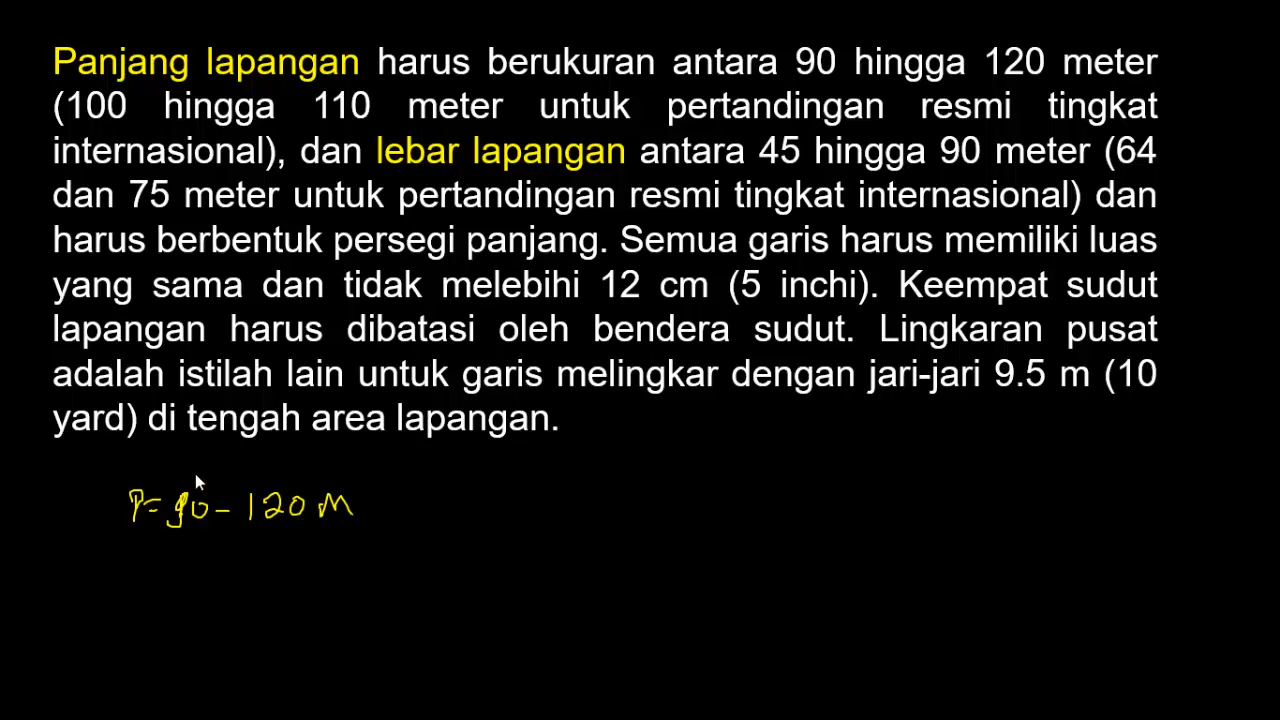 Panjang lapangan harus berukuran antara 90 hingga 120 meter
(100 hingga 110 meter untuk pertandingan resmi tingkat
internasional), dan lebar lapangan antara 45 hingga 90 meter (64
dan 75 meter untuk pertandingan resmi tingkat internasional) dan
harus berbentuk persegi panjang. Semua garis harus memiliki luas
yang sama dan tidak melebihi 12 cm (5 inchi). Keempat sudut
lapangan harus dibatasi oleh bendera sudut. Lingkaran pusat
adalah istilah lain untuk garis melingkar dengan jari-jari 9.5 m (10
yard) di tengah area lapangan.
P= 90 - 120 M